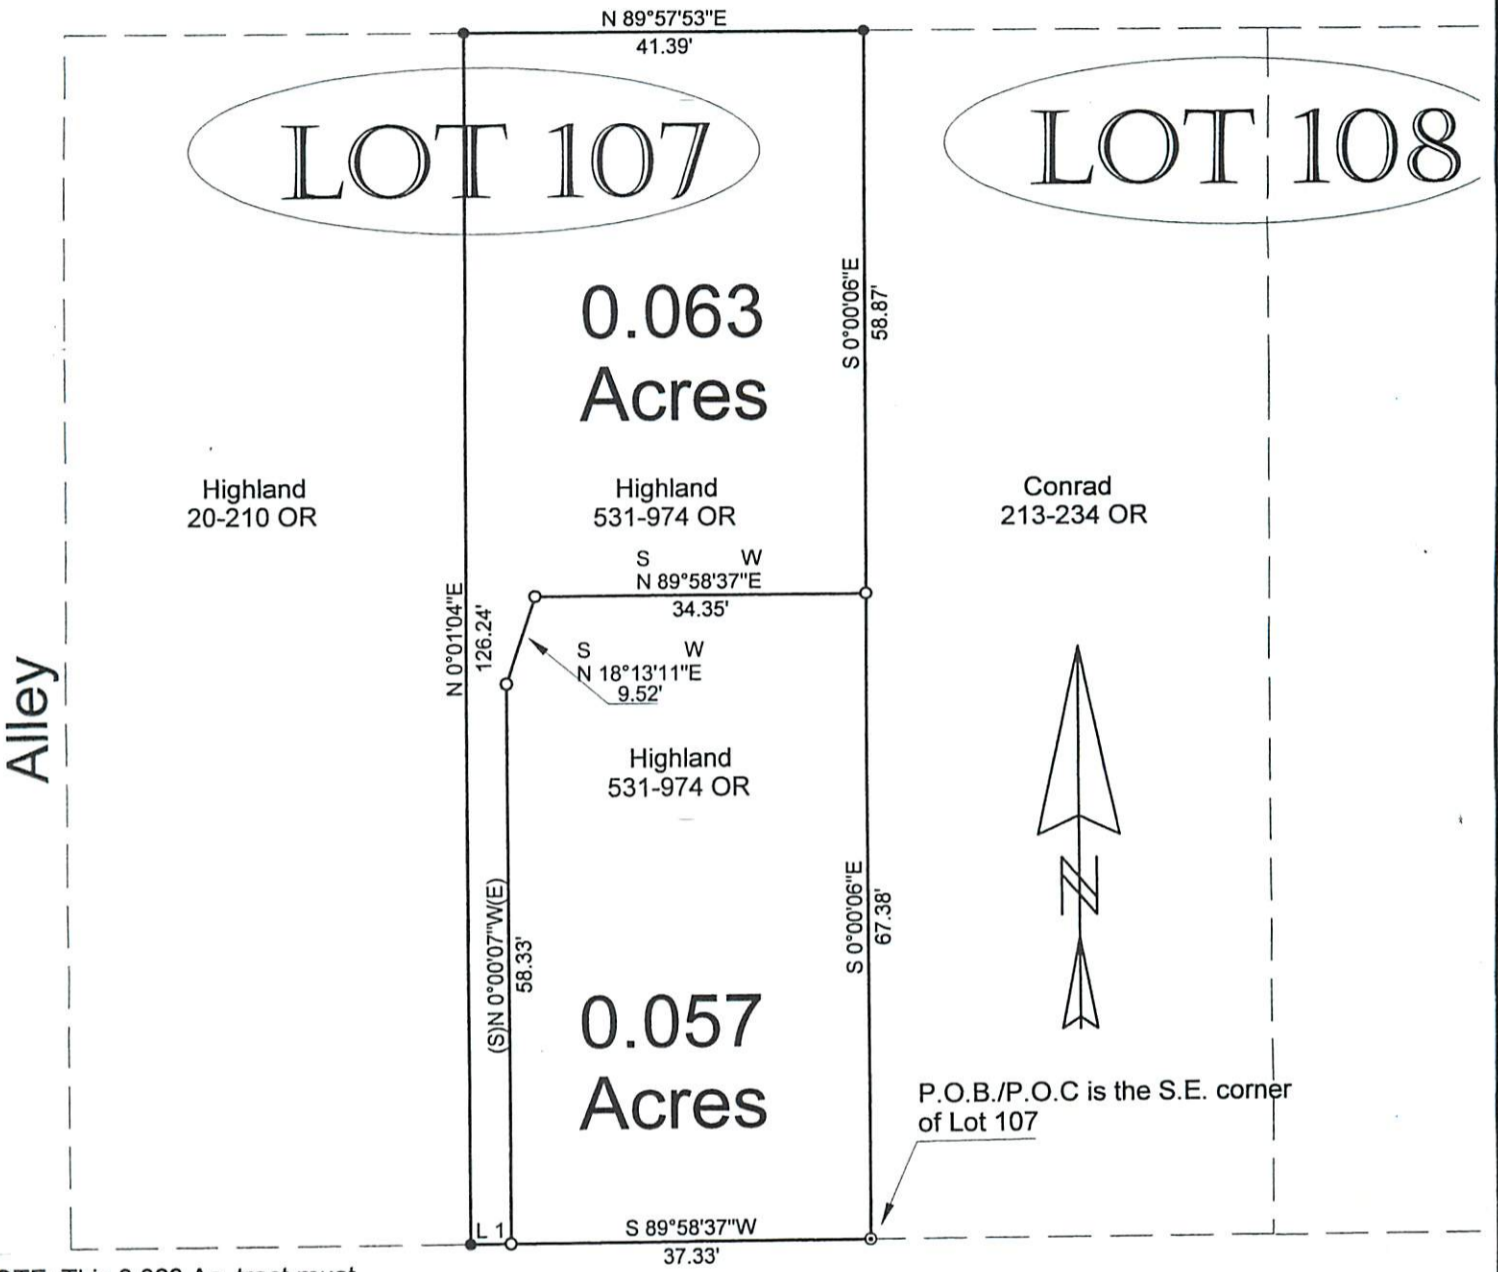 N 89°57'53"E
41.39'
LOT 107
LOT 108
0.063
Acres
S 0°00'06"E
58.87'
Highland
20-210 OR
Highland
531-974 OR
Conrad
213-234 OR
S W
N 89°58'37"E
34.35'
N 0°01'04"E
126.24'
S W
N 18°13'11"E
9.52'
Alley
Highland
531-974 OR
(S)N 0°00'07"W(E)
58.33'
S 0°00'06"E
67.38'
N
0.057
Acres
P.O.B./P.O.C is the S.E. corner
of Lot 107
L 1
S 89°58'37"W
37.33'